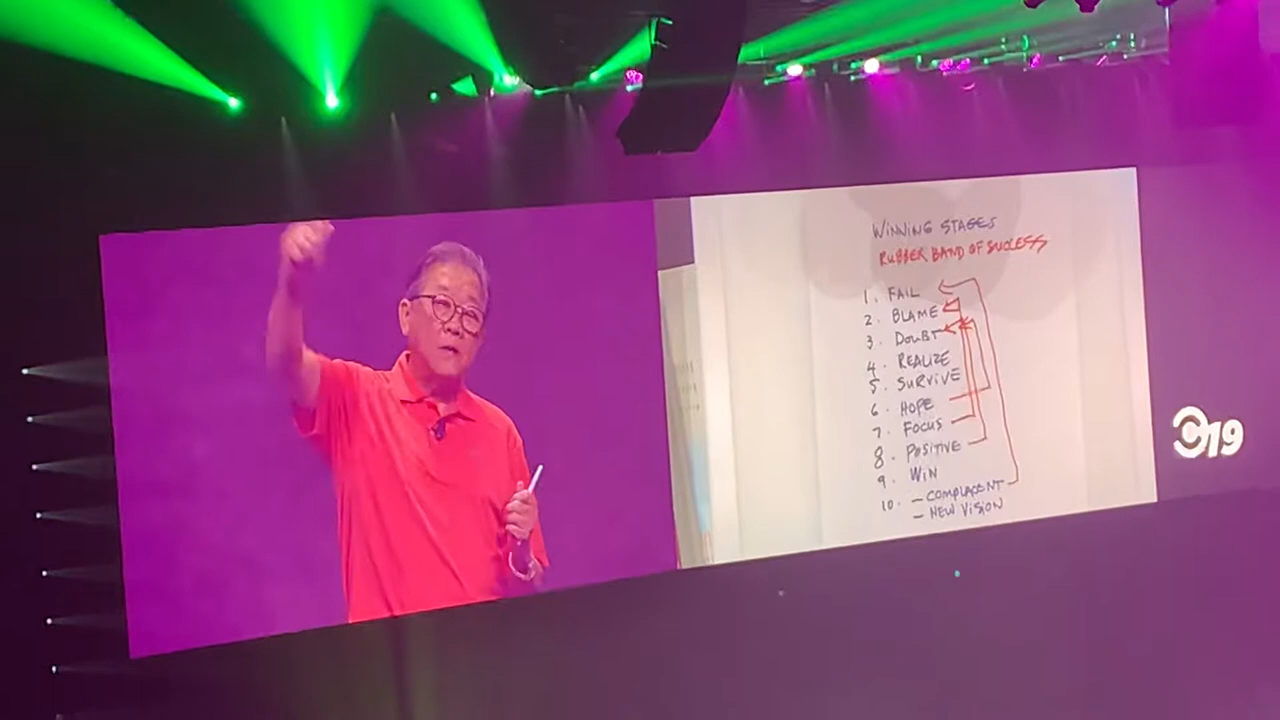 WINNING STAGES
RUBBER BAND OF SUCCESS
1. FAIL
2. BLAME
3. DOUBT
4. REALIZE
5. SURVIVE
6. HOPE
7. FOCUS
8. POSITIVE
9. WIN
10. - COMPLACENT
- NEW VISION
C19